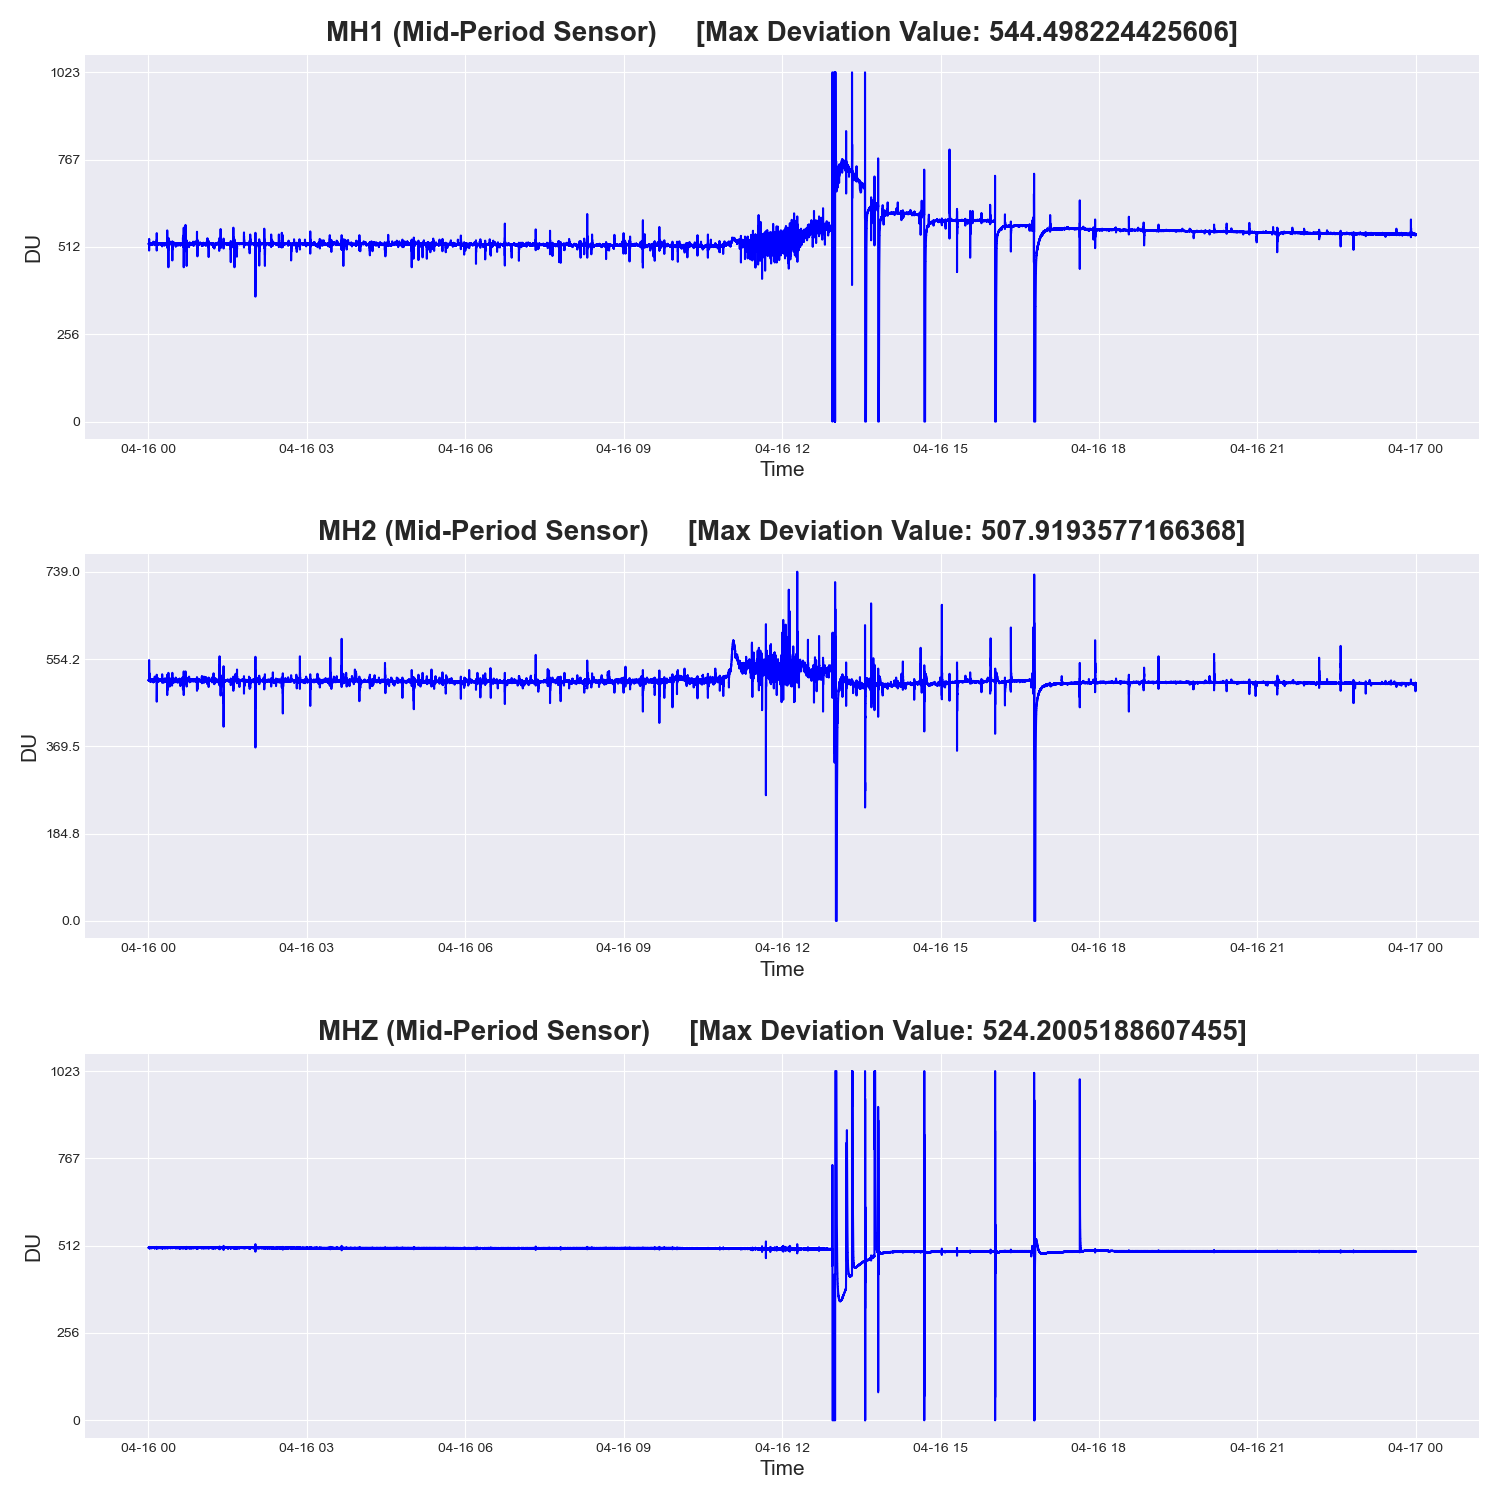 MH1 (Mid-Period Sensor) [Max Deviation Value: 544.498224425606]
1023
767
512
256
0
DU
04-16 00 04-16 03 04-16 06 04-16 09 04-16 12 04-16 15 04-16 18 04-16 21 04-17 00
Time
MH2 (Mid-Period Sensor) [Max Deviation Value: 507.9193577166368]
739.0
554.2
369.5
184.8
0.0
DU
04-16 00 04-16 03 04-16 06 04-16 09 04-16 12 04-16 15 04-16 18 04-16 21 04-17 00
Time
MHZ (Mid-Period Sensor) [Max Deviation Value: 524.2005188607455]
1023
767
512
256
0
DU
04-16 00 04-16 03 04-16 06 04-16 09 04-16 12 04-16 15 04-16 18 04-16 21 04-17 00
Time